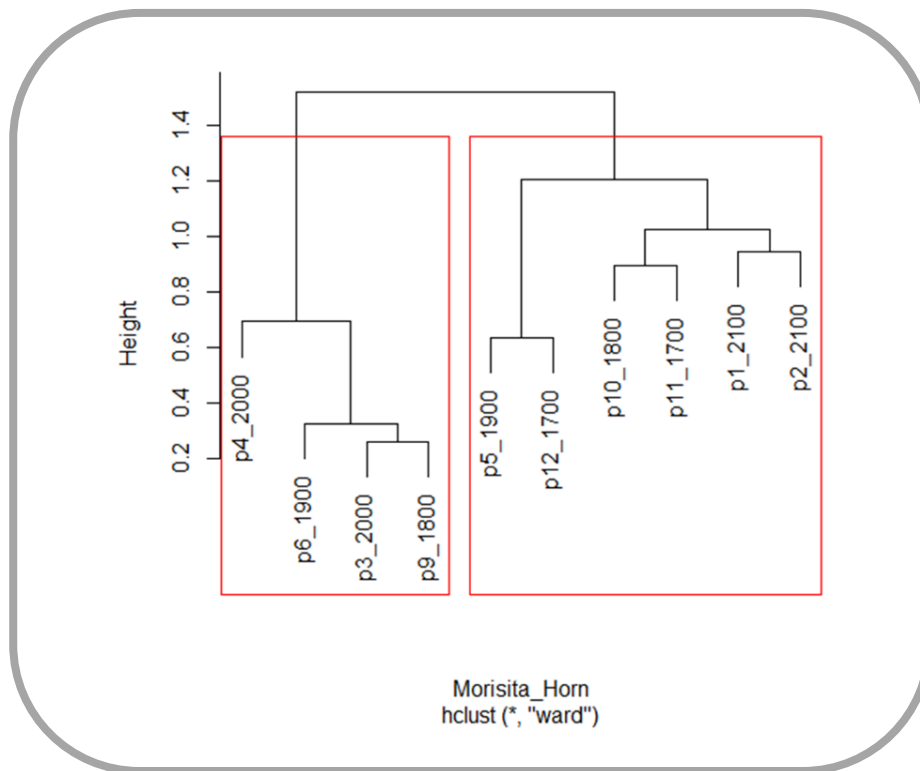 Height
1.4
1.2
1.0
0.8
0.6
0.4
0.2
p4_2000
p6_1900
p3_2000
p9_1800
p5_1900
p12_1700
p10_1800
p11_1700
p1_2100
p2_2100
Morisita_Horn
hclust (*, "ward")